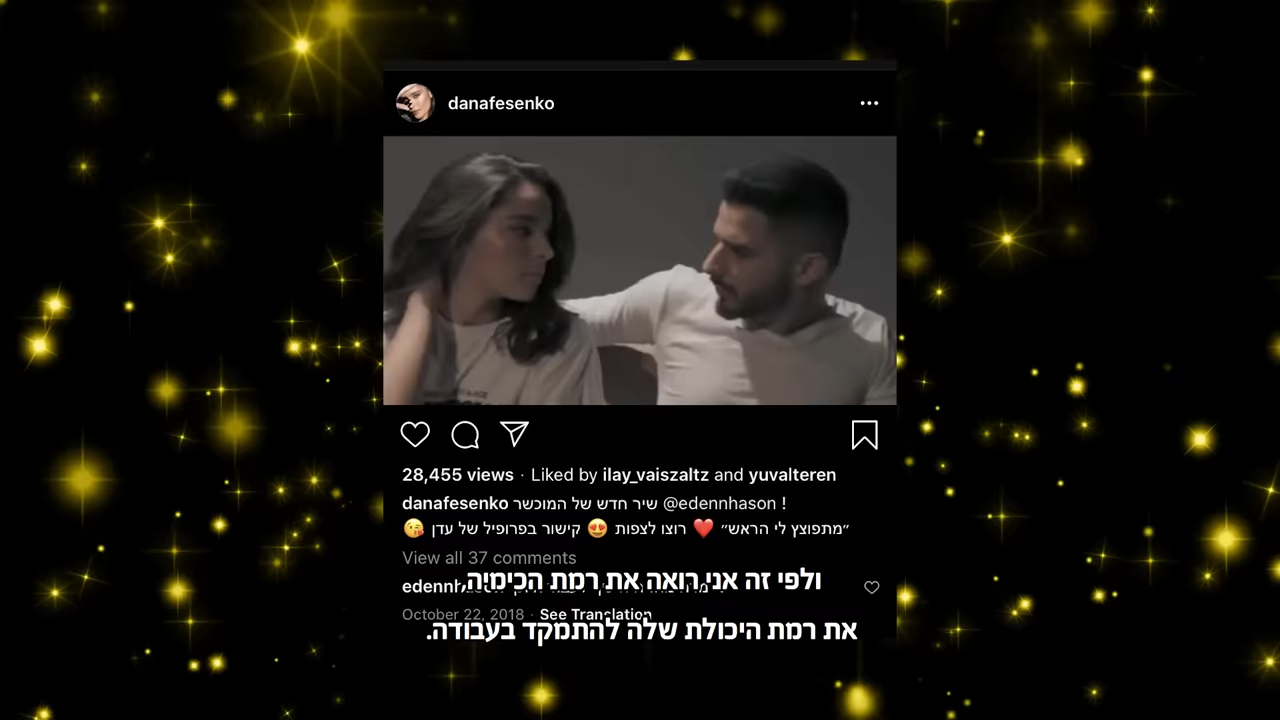 danafesenko
28,455 views · Liked by ilay_vaiszaltz and yuvalteren
danafesenko שיר חדש של המוכשר @edennhason !
״מתפוצץ לי הראש״ ❤️ רוצו לצפות 😍 קישור בפרופיל של עדן 😘
View all 37 comments
ולפי זה אני רואה את רמת הכימיה,
October 22, 2018 · See Translation
את רמת היכולת שלה להתמקד בעבודה.